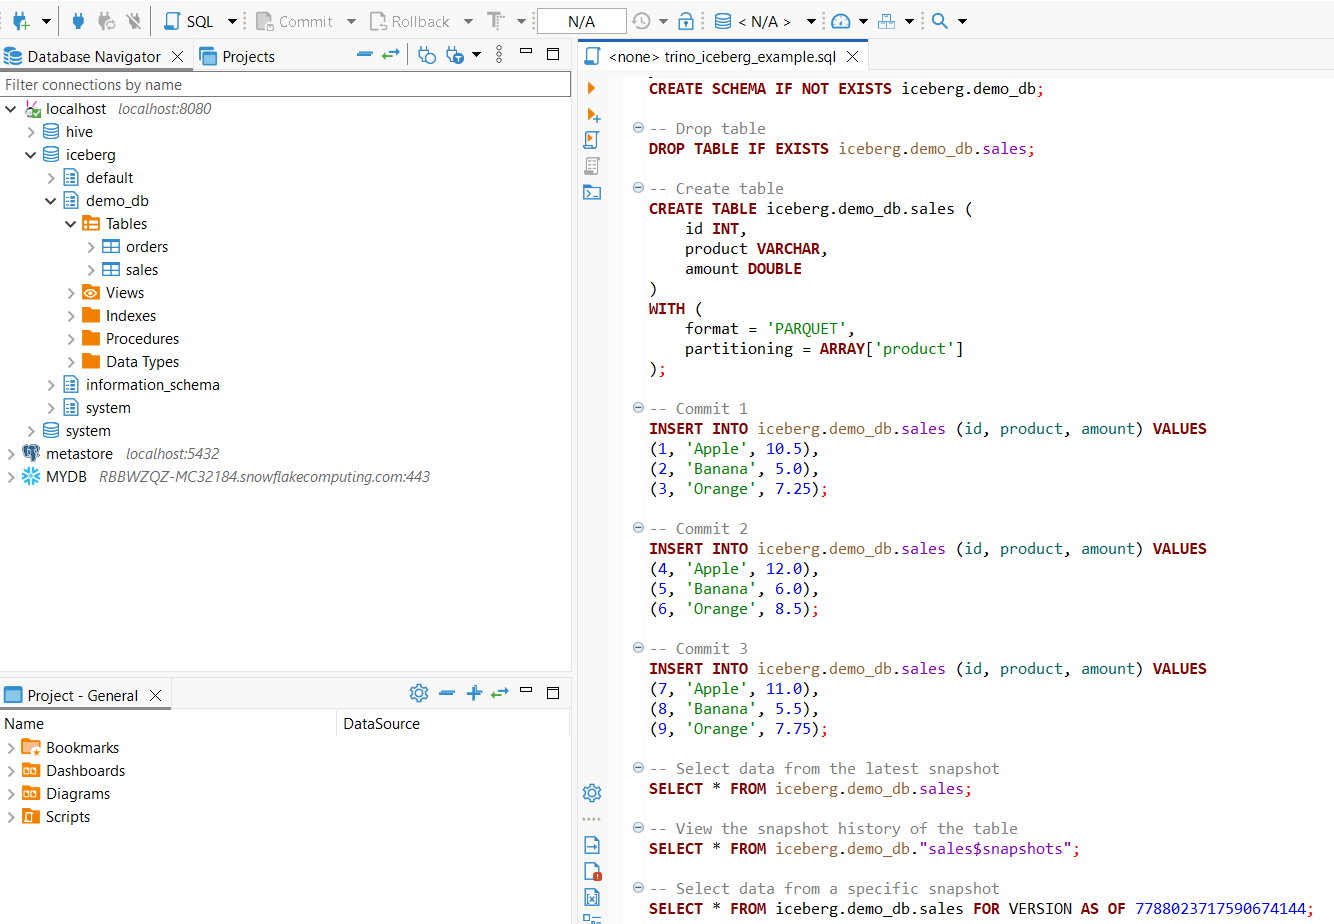 SQL
Commit
Rollback
N/A
< N/A >
Database Navigator
Projects
Filter connections by name
localhost localhost:8080
hive
iceberg
default
demo_db
Tables
orders
sales
Views
Indexes
Procedures
Data Types
information_schema
system
system
metastore localhost:5432
MYDB RBBWZQZ-MC32184.snowflakecomputing.com:443
Project - General
Name DataSource
Bookmarks
Dashboards
Diagrams
Scripts
<none> trino_iceberg_example.sql
CREATE SCHEMA IF NOT EXISTS iceberg.demo_db;
-- Drop table
DROP TABLE IF EXISTS iceberg.demo_db.sales;
-- Create table
CREATE TABLE iceberg.demo_db.sales (
id INT,
product VARCHAR,
amount DOUBLE
)
WITH (
format = 'PARQUET',
partitioning = ARRAY['product']
);
-- Commit 1
INSERT INTO iceberg.demo_db.sales (id, product, amount) VALUES
(1, 'Apple', 10.5),
(2, 'Banana', 5.0),
(3, 'Orange', 7.25);
-- Commit 2
INSERT INTO iceberg.demo_db.sales (id, product, amount) VALUES
(4, 'Apple', 12.0),
(5, 'Banana', 6.0),
(6, 'Orange', 8.5);
-- Commit 3
INSERT INTO iceberg.demo_db.sales (id, product, amount) VALUES
(7, 'Apple', 11.0),
(8, 'Banana', 5.5),
(9, 'Orange', 7.75);
-- Select data from the latest snapshot
SELECT * FROM iceberg.demo_db.sales;
-- View the snapshot history of the table
SELECT * FROM iceberg.demo_db."sales$snapshots";
-- Select data from a specific snapshot
SELECT * FROM iceberg.demo_db.sales FOR VERSION AS OF 7788023717590674144;